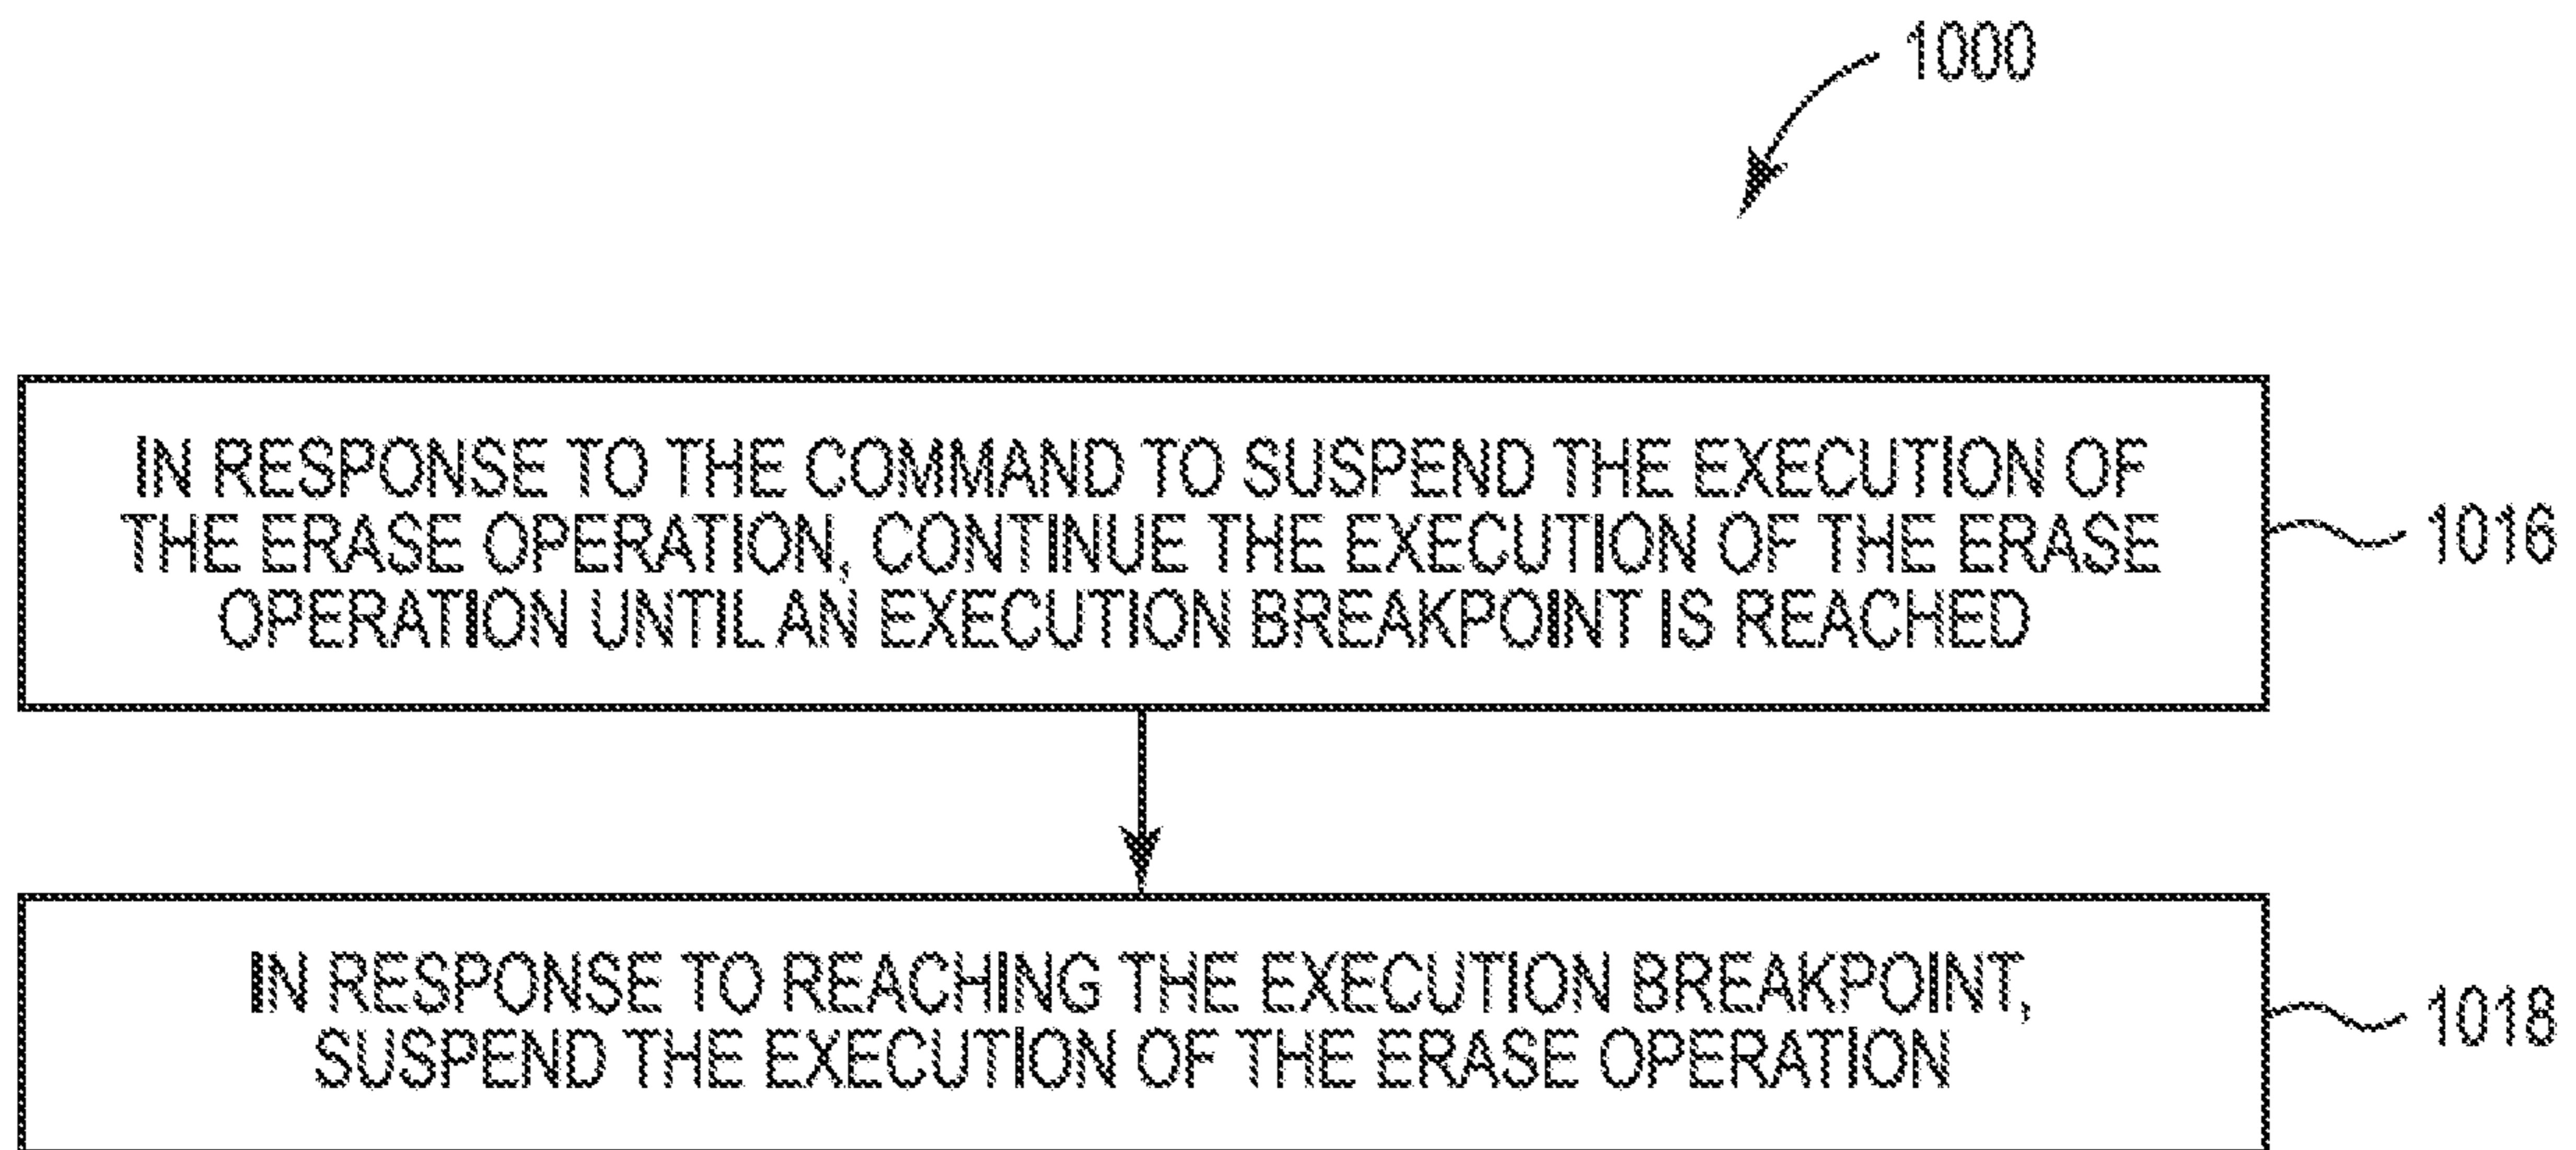 1000
IN RESPONSE TO THE COMMAND TO SUSPEND THE EXECUTION OF
THE ERASE OPERATION, CONTINUE THE EXECUTION OF THE ERASE
OPERATION UNTIL AN EXECUTION BREAKPOINT IS REACHED
1016
IN RESPONSE TO REACHING THE EXECUTION BREAKPOINT,
SUSPEND THE EXECUTION OF THE ERASE OPERATION
1018